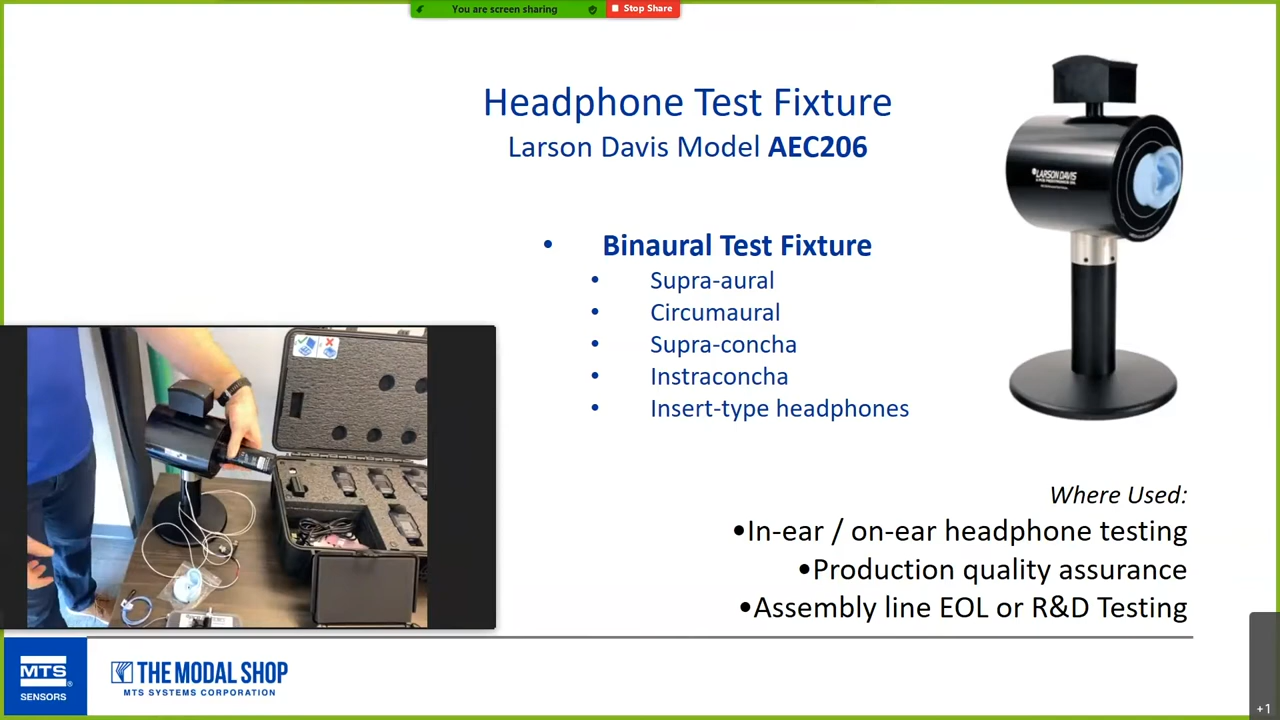 You are screen sharing
Stop Share
Headphone Test Fixture
Larson Davis Model AEC206
• Binaural Test Fixture
• Supra-aural
• Circumaural
• Supra-concha
• Instraconcha
• Insert-type headphones
LARSON DAVIS
Where Used:
•In-ear / on-ear headphone testing
•Production quality assurance
•Assembly line EOL or R&D Testing
MTS®
SENSORS
THE MODAL SHOP
MTS SYSTEMS CORPORATION
+1